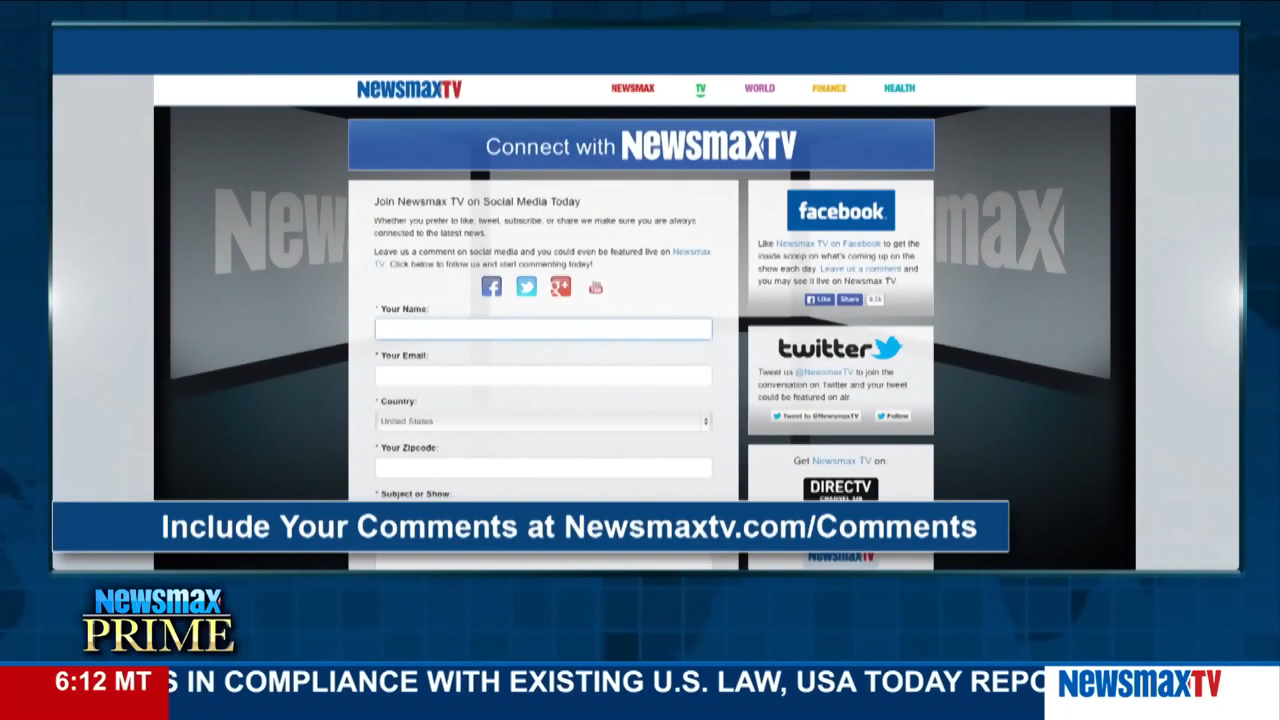 NEWSMAXTV
NEWSMAX TV WORLD FINANCE HEALTH
Connect with NEWSMAXTV
NEW
MAX
Join Newsmax TV on Social Media Today
Whether you prefer to like, tweet, subscribe, or share we make sure you are always
connected to the latest news.
Leave us a comment on social media and you could even be featured live on Newsmax
TV. Click below to follow us and start commenting today!
* Your Name:
* Your Email:
* Country:
United States
* Your Zipcode:
* Subject or Show:
facebook
Like Newsmax TV on Facebook to get the
inside scoop on what's coming up on the
show each day. Leave us a comment and
you may see it live on Newsmax TV.
Like Share 9.5k
twitter
Tweet us @NewsmaxTV to join the
conversation on Twitter and your tweet
could be featured on air.
Tweet to @NewsmaxTV Follow
Get Newsmax TV on:
DIRECTV
NEWSMAXTV
Include Your Comments at Newsmaxtv.com/Comments
NEWSMAX
PRIME
6:12 MT S IN COMPLIANCE WITH EXISTING U.S. LAW, USA TODAY REPO NEWSMAXTV